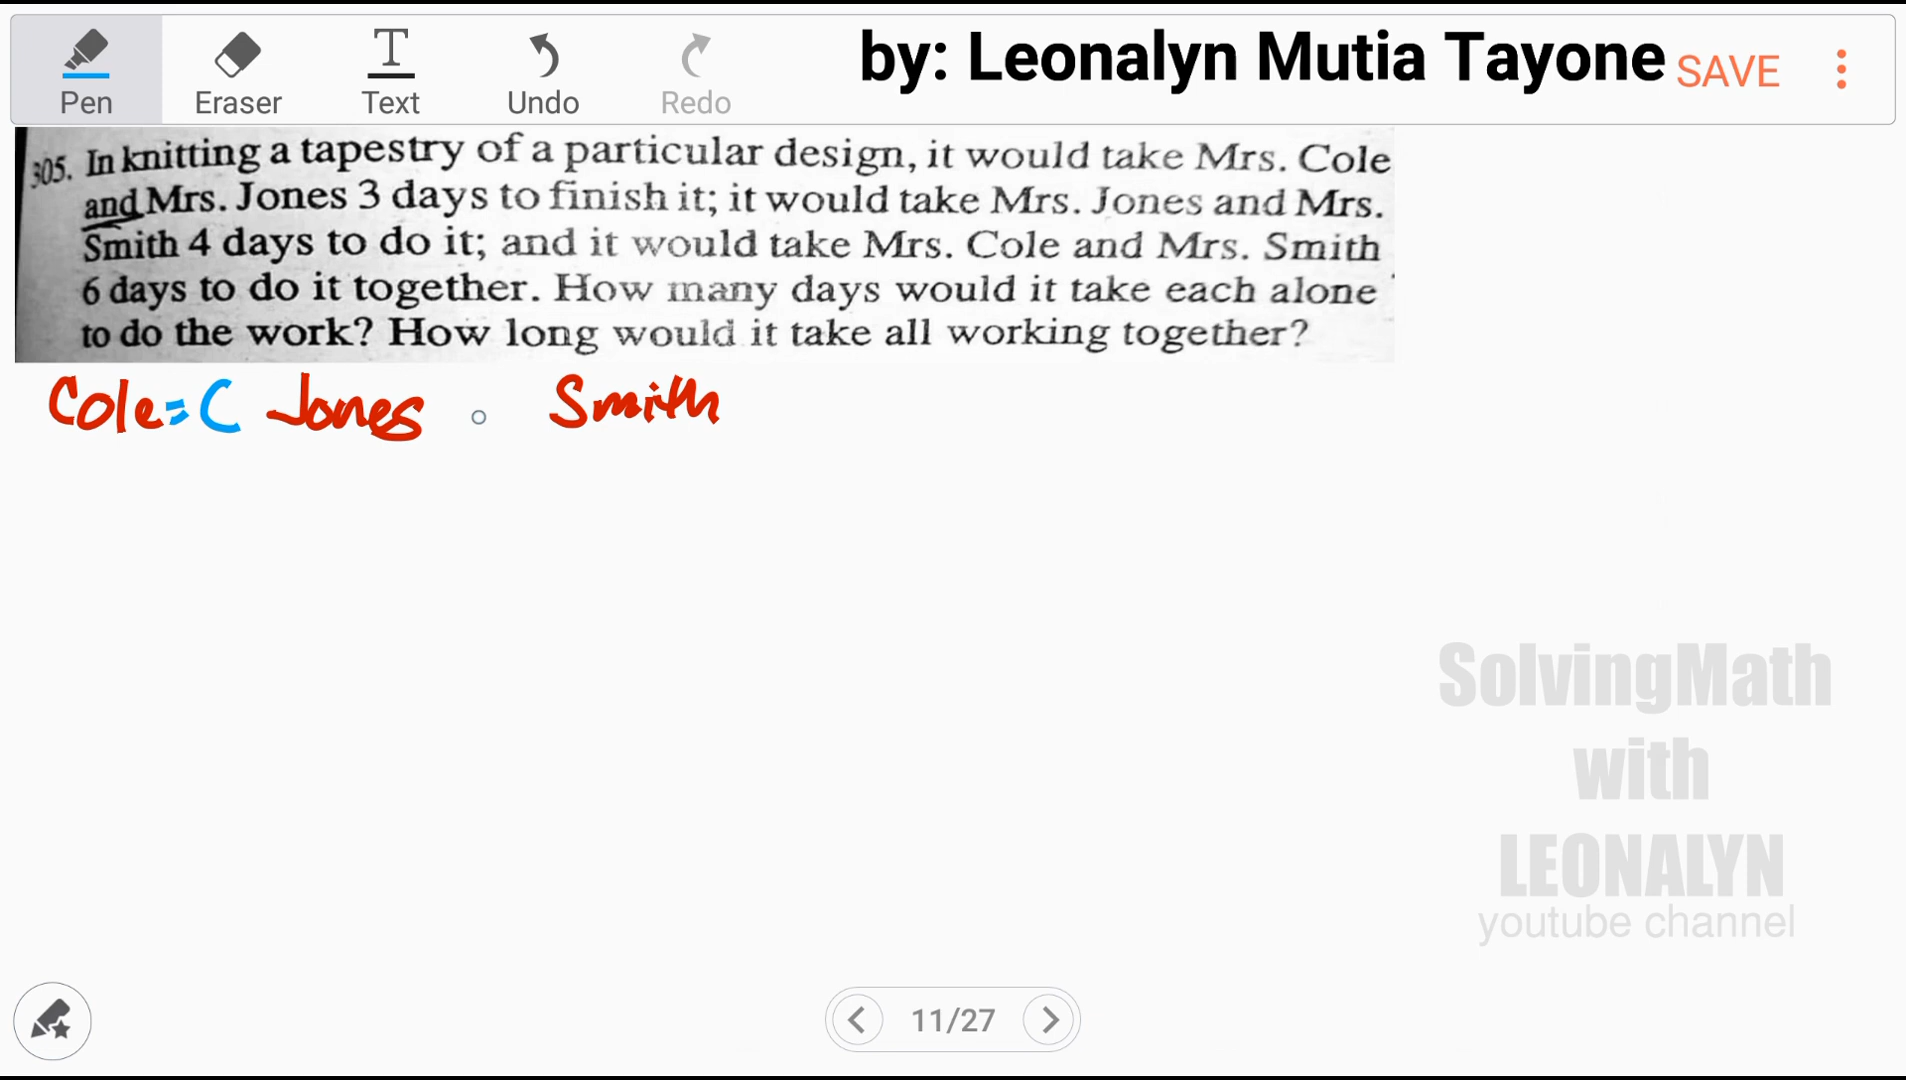 by: Leonalyn Mutia Tayone
Pen
Eraser
Text
Undo
Redo
SAVE
305. In knitting a tapestry of a particular design, it would take Mrs. Cole
and Mrs. Jones 3 days to finish it; it would take Mrs. Jones and Mrs.
Smith 4 days to do it; and it would take Mrs. Cole and Mrs. Smith
6 days to do it together. How many days would it take each alone
to do the work? How long would it take all working together?
Cole=C Jones Smith
SolvingMath
with
LEONALYN
youtube channel
11/27